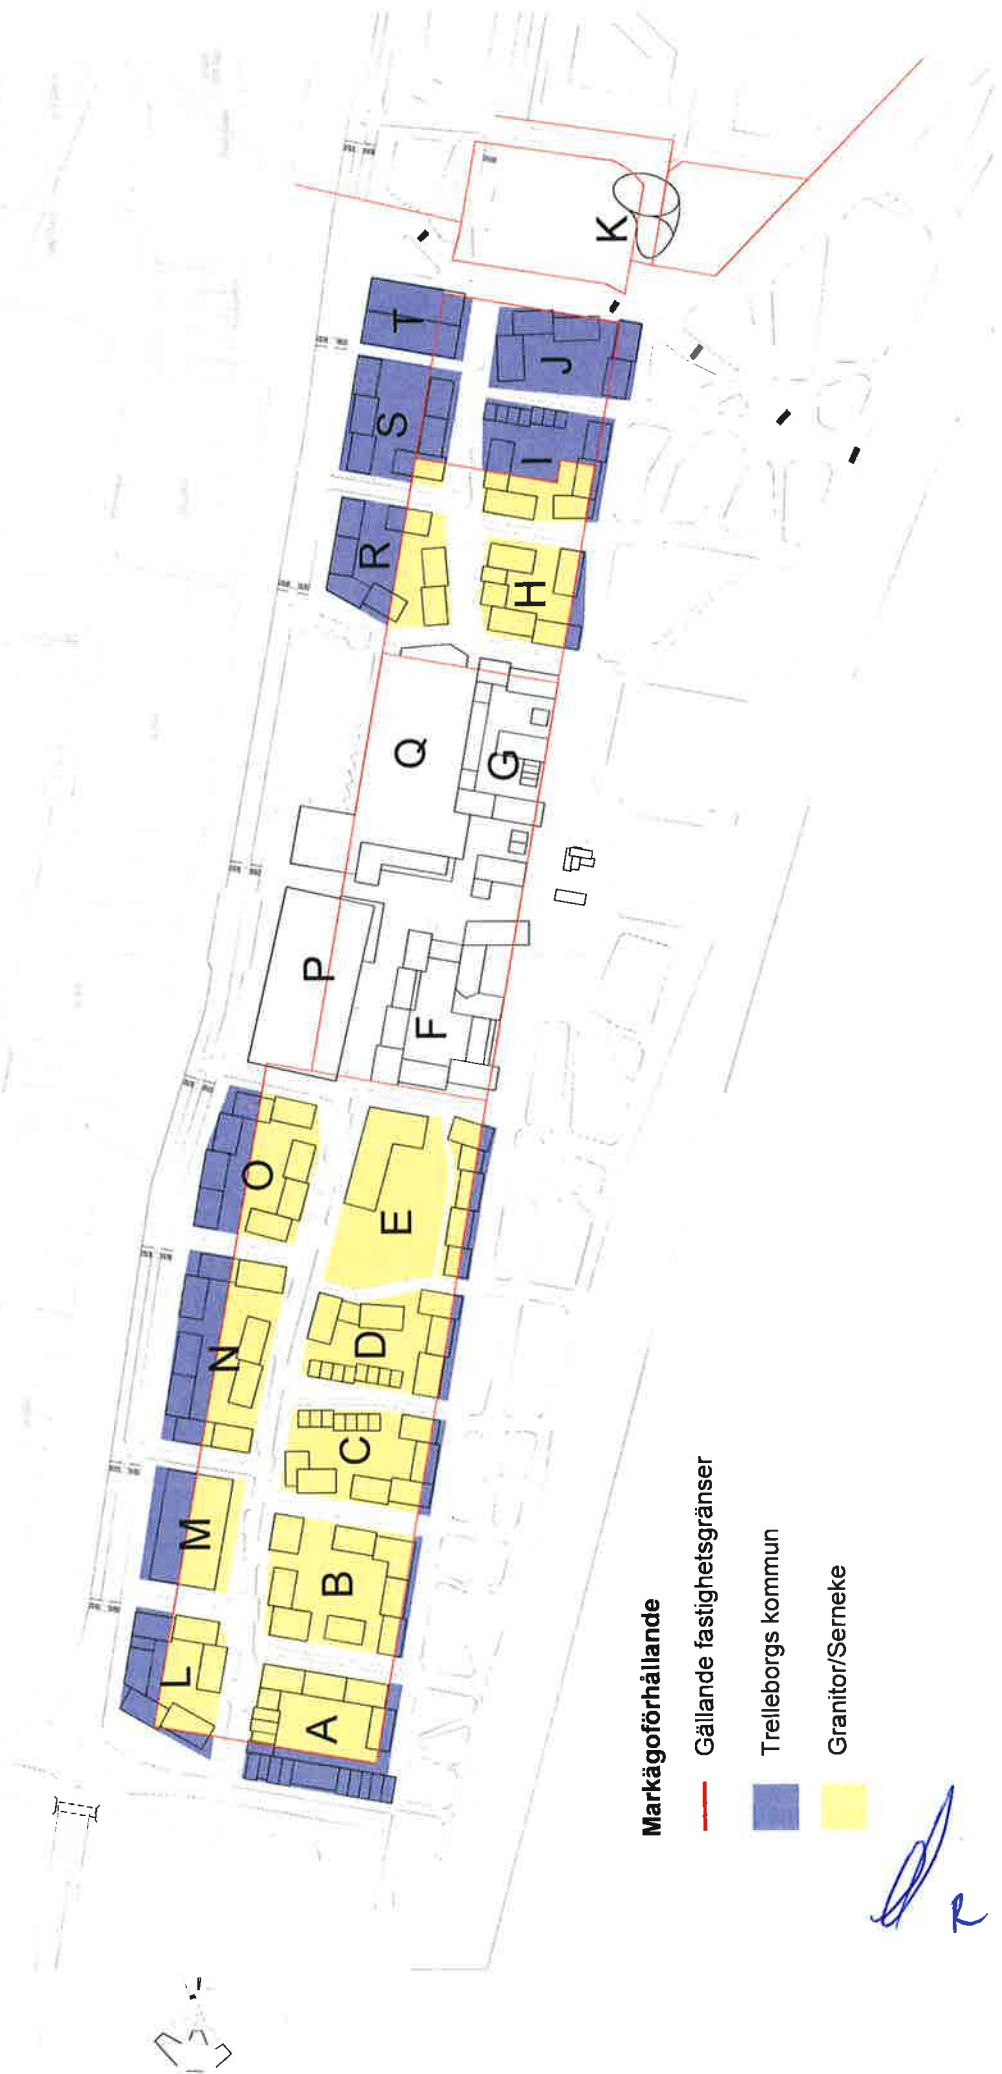 T
S
R
Q
P
O
N
M
L
K
J
I
H
G
F
E
D
C
B
A
Markägoförhållande
Gällande fastighetsgränser
Trelleborgs kommun
Granitor/Serneke
R